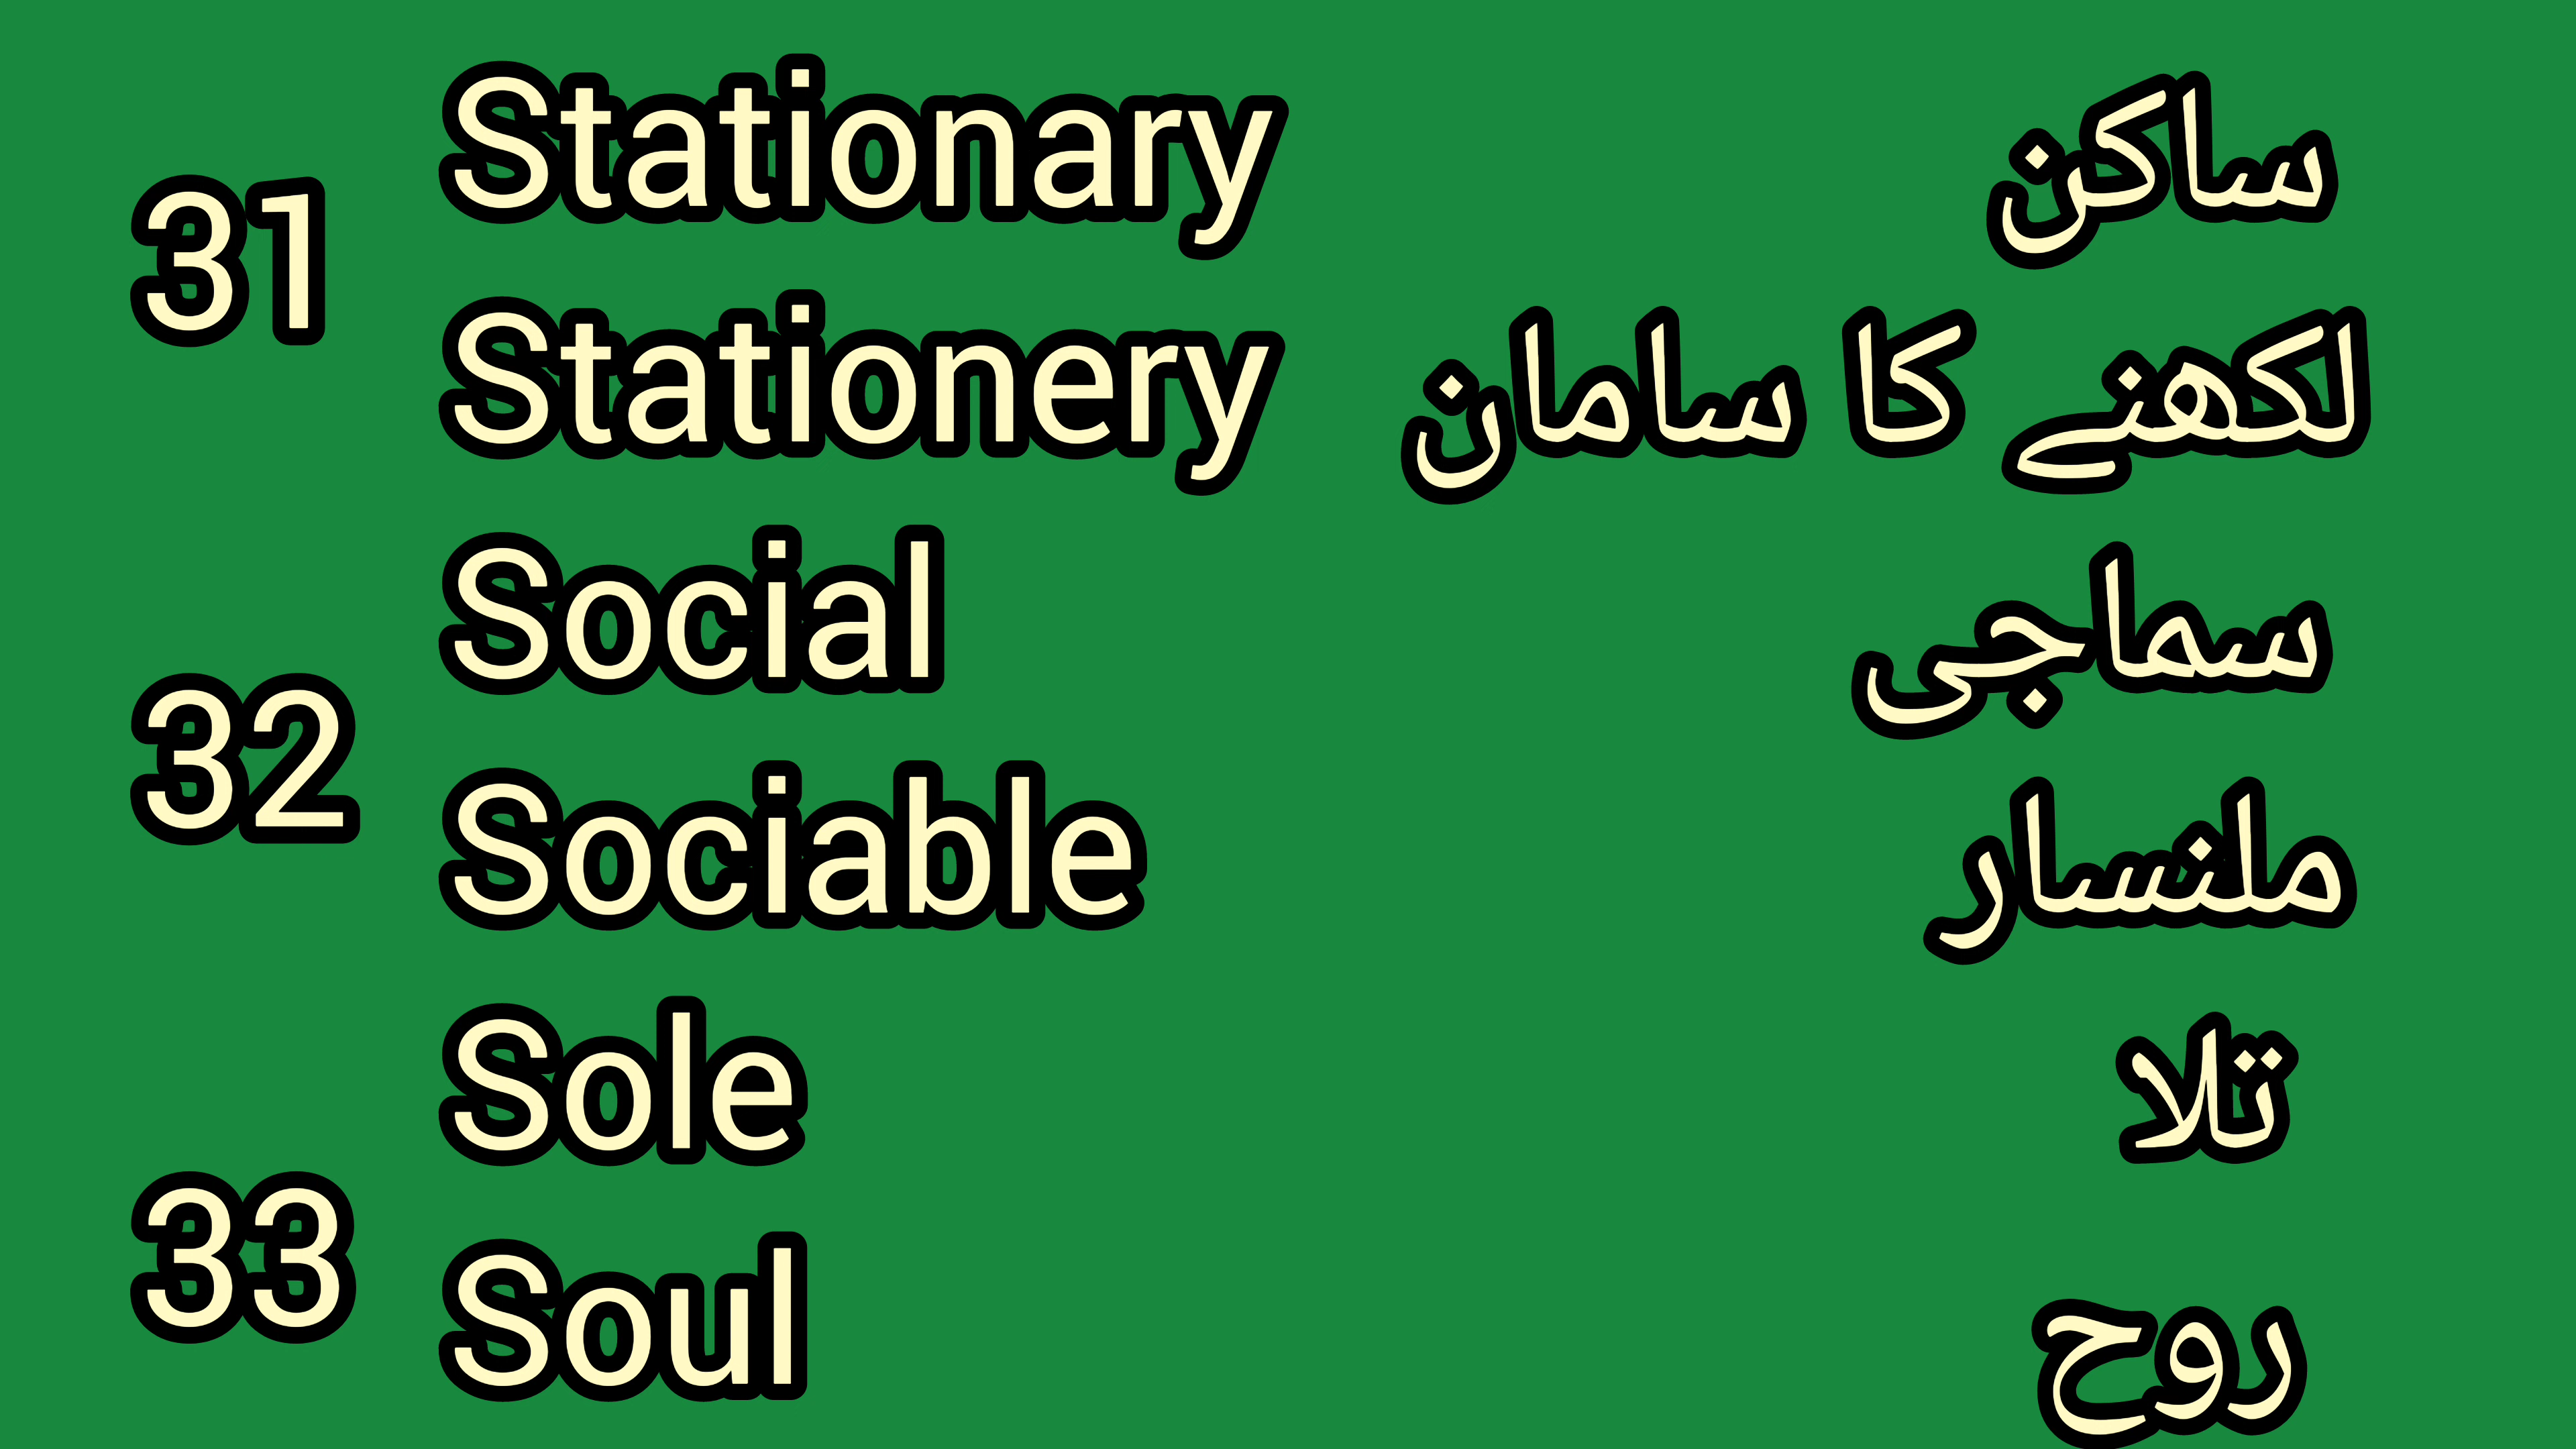 31 Stationary ساکن
Stationery لکھنے کا سامان
32 Social سماجی
Sociable ملنسار
33 Sole تلا
Soul روح